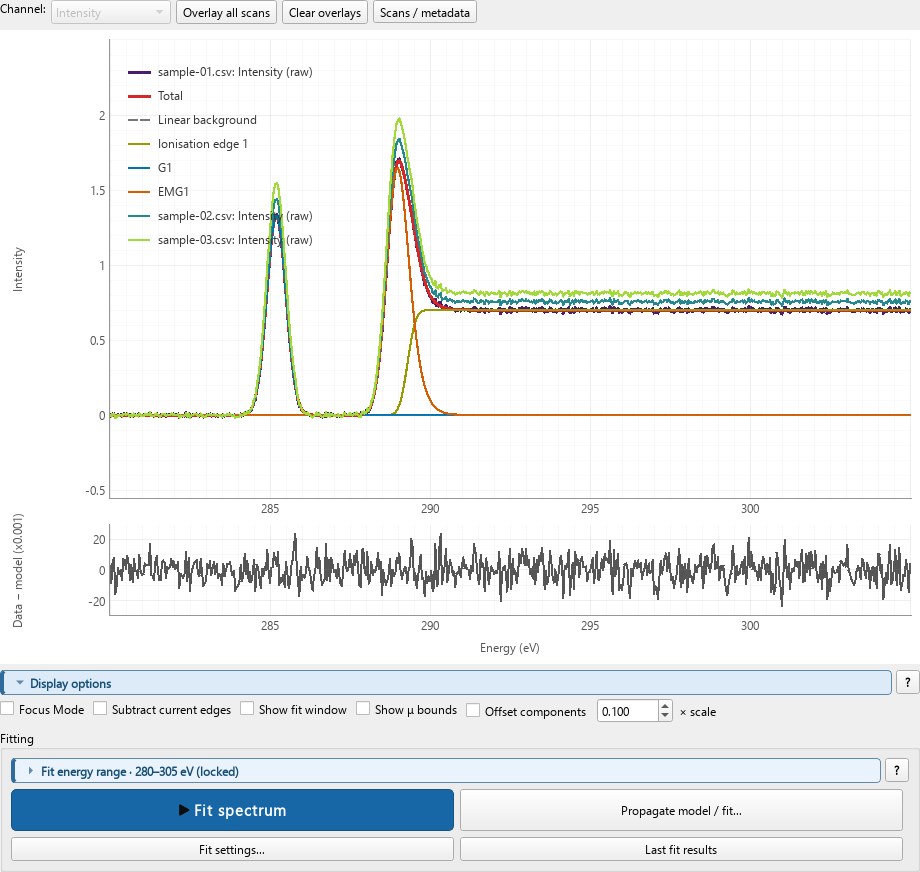 Channel: Intensity Overlay all scans Clear overlays Scans / metadata
sample-01.csv: Intensity (raw)
Total
Linear background
Ionisation edge 1
G1
EMG1
sample-02.csv: Intensity (raw)
sample-03.csv: Intensity (raw)
Intensity
2
1.5
1
0.5
0
-0.5
285 290 295 300
Data − model (x0.001)
20
0
-20
285 290 295 300
Energy (eV)
Display options ?
Focus Mode Subtract current edges Show fit window Show μ bounds Offset components 0.100 × scale
Fitting
Fit energy range · 280–305 eV (locked) ?
Fit spectrum Propagate model / fit...
Fit settings... Last fit results